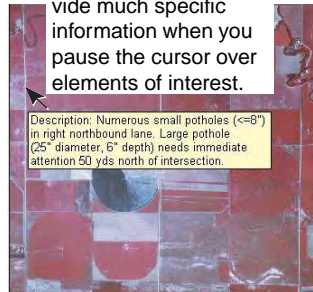 vide much specific
information when you
pause the cursor over
elements of interest.
Description: Numerous small potholes (<=8")
in right northbound lane. Large pothole
(25" diameter, 6" depth) needs immediate
attention 50 yds north of intersection.